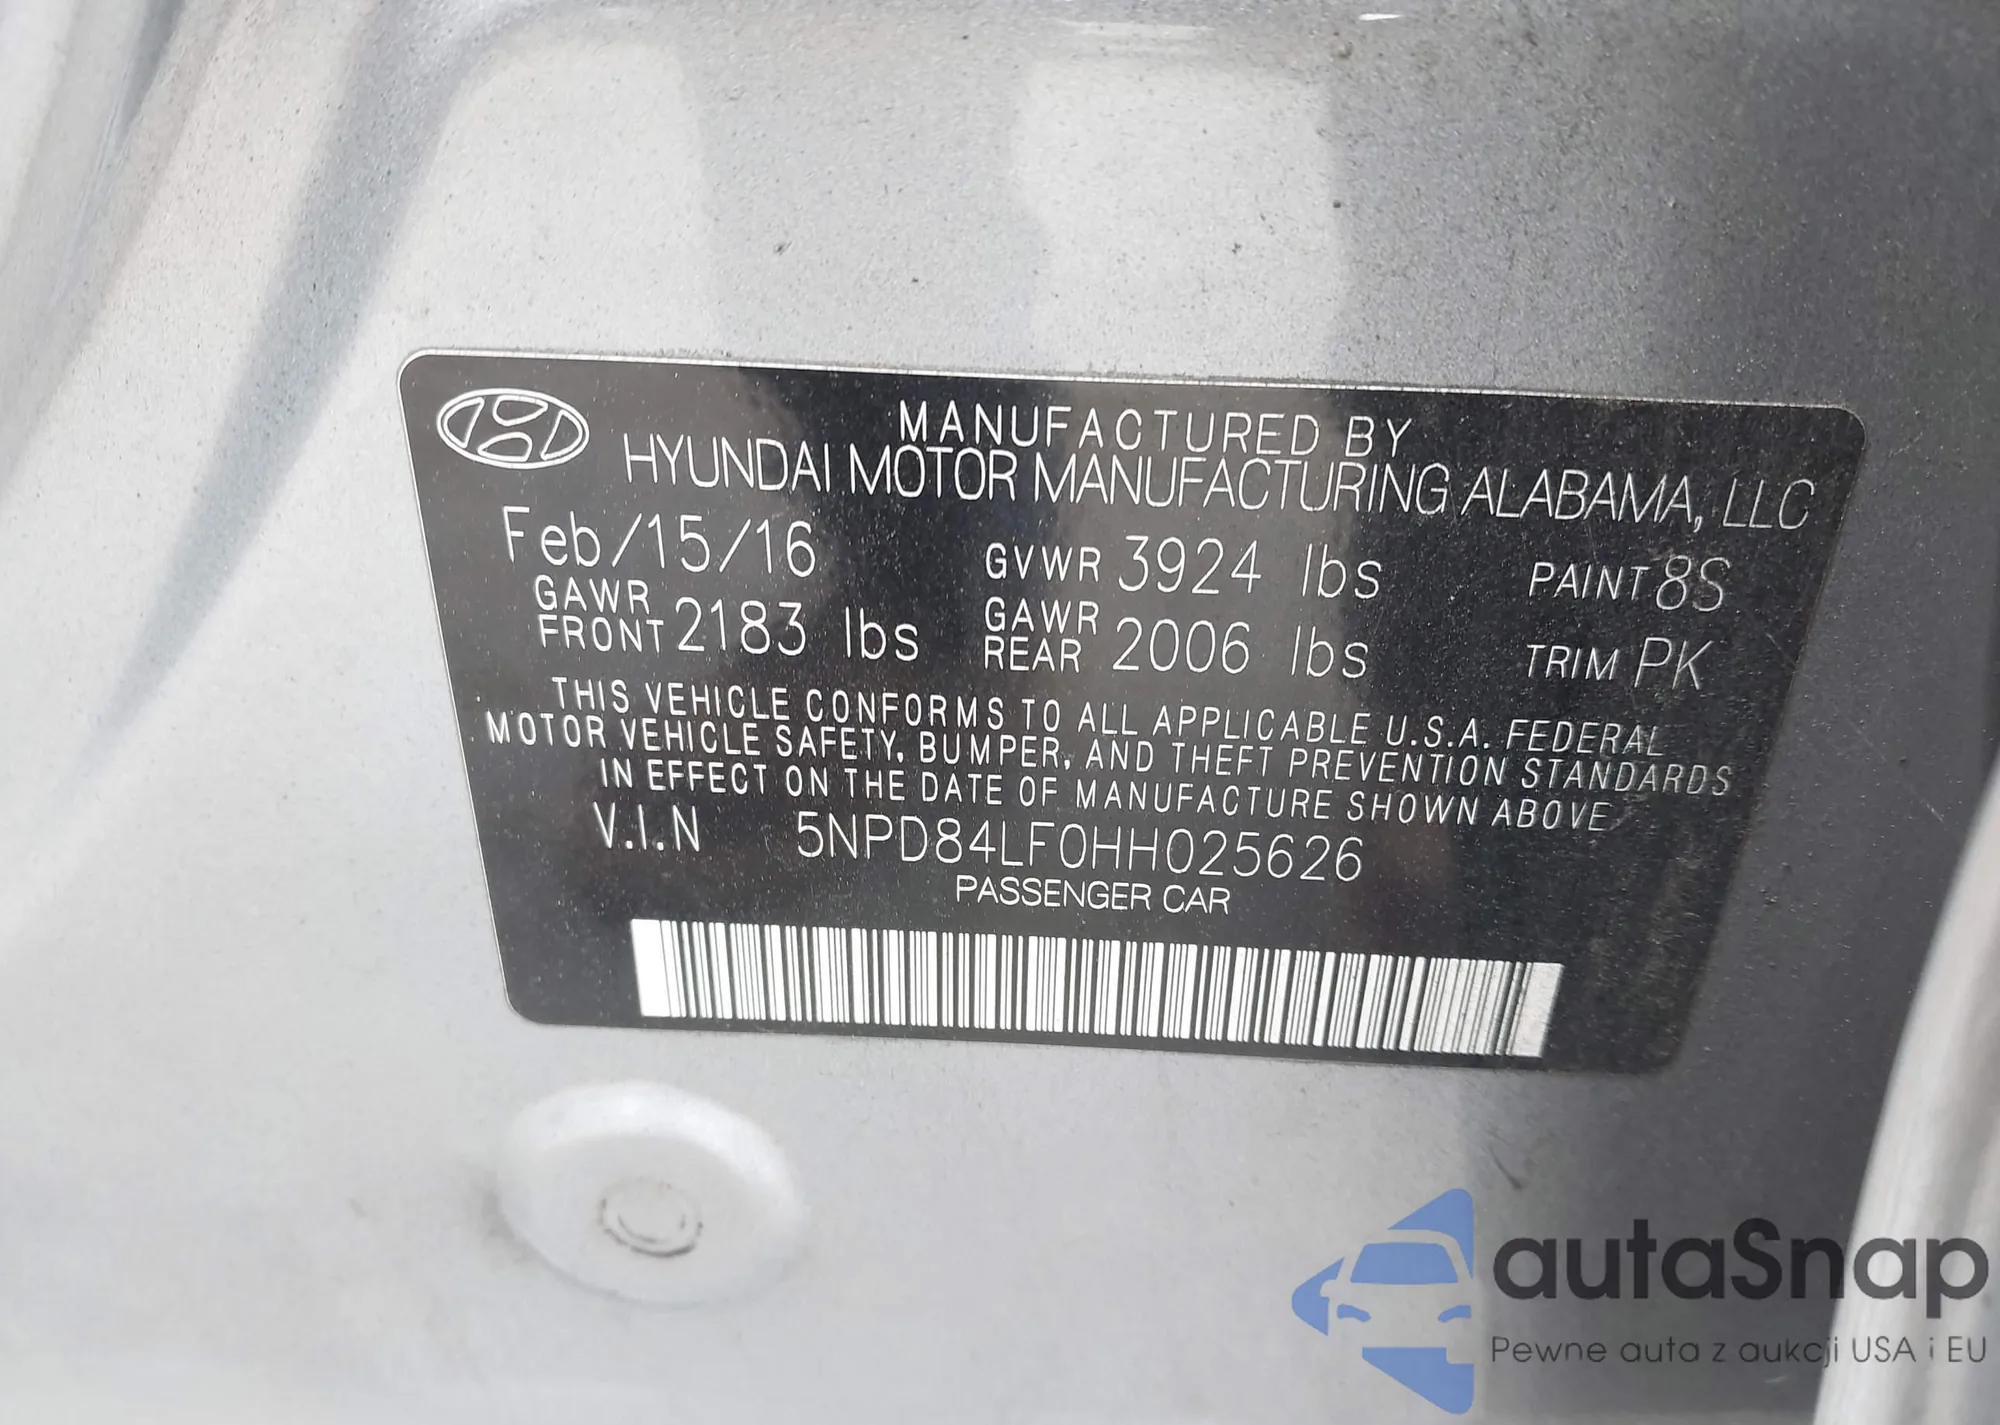 MANUFACTURED BY
HYUNDAI MOTOR MANUFACTURING ALABAMA, LLC
Feb/15/16 GVWR 3924 lbs PAINT 8S
GAWR FRONT 2183 lbs GAWR REAR 2006 lbs TRIM PK
THIS VEHICLE CONFORMS TO ALL APPLICABLE U.S.A. FEDERAL
MOTOR VEHICLE SAFETY, BUMPER, AND THEFT PREVENTION STANDARDS
IN EFFECT ON THE DATE OF MANUFACTURE SHOWN ABOVE
V.I.N 5NPD84LF0HH025626
PASSENGER CAR
autaSnap
Pewne auta z aukcji USA i EU